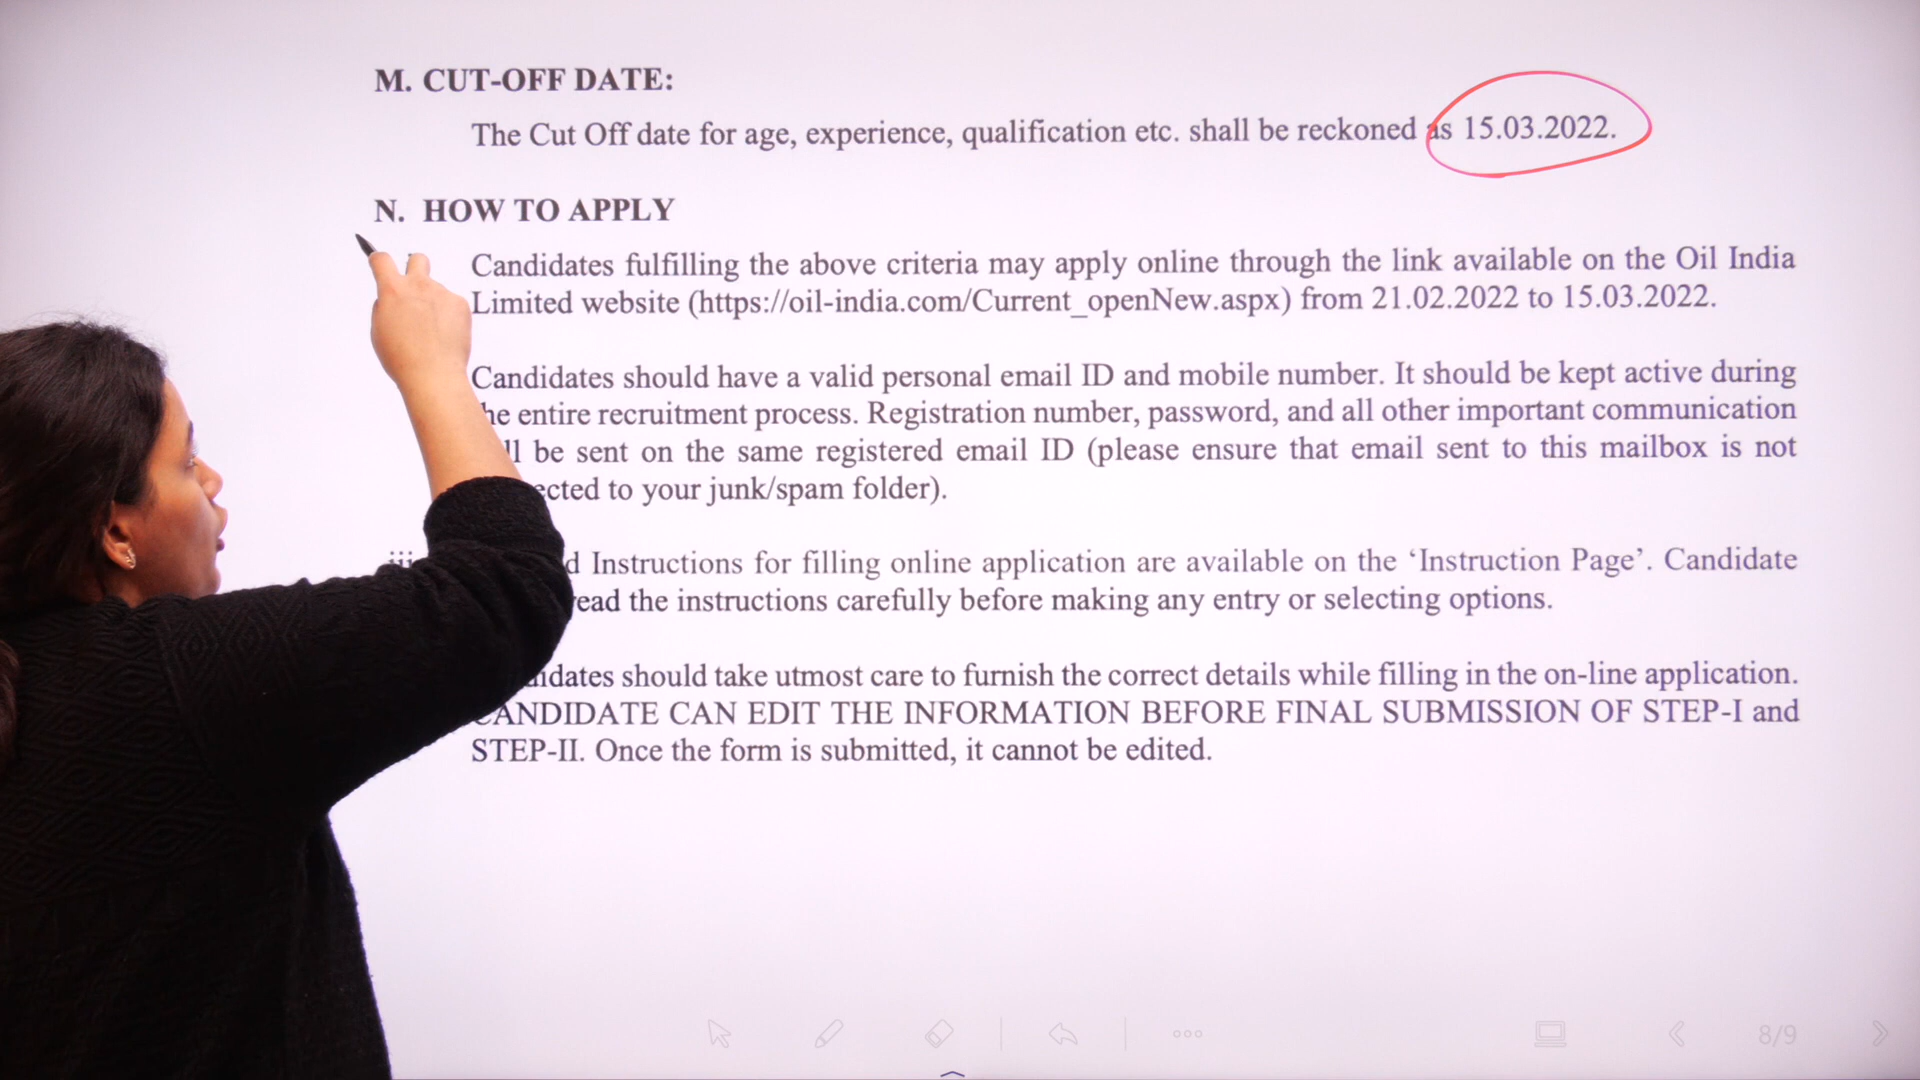 M. CUT-OFF DATE:
The Cut Off date for age, experience, qualification etc. shall be reckoned as 15.03.2022.
N. HOW TO APPLY
Candidates fulfilling the above criteria may apply online through the link available on the Oil India
Limited website (https://oil-india.com/Current_openNew.aspx) from 21.02.2022 to 15.03.2022.
Candidates should have a valid personal email ID and mobile number. It should be kept active during
he entire recruitment process. Registration number, password, and all other important communication
ll be sent on the same registered email ID (please ensure that email sent to this mailbox is not
ected to your junk/spam folder).
d Instructions for filling online application are available on the ‘Instruction Page’. Candidate
ead the instructions carefully before making any entry or selecting options.
idates should take utmost care to furnish the correct details while filling in the on-line application.
CANDIDATE CAN EDIT THE INFORMATION BEFORE FINAL SUBMISSION OF STEP-I and
STEP-II. Once the form is submitted, it cannot be edited.
8/9